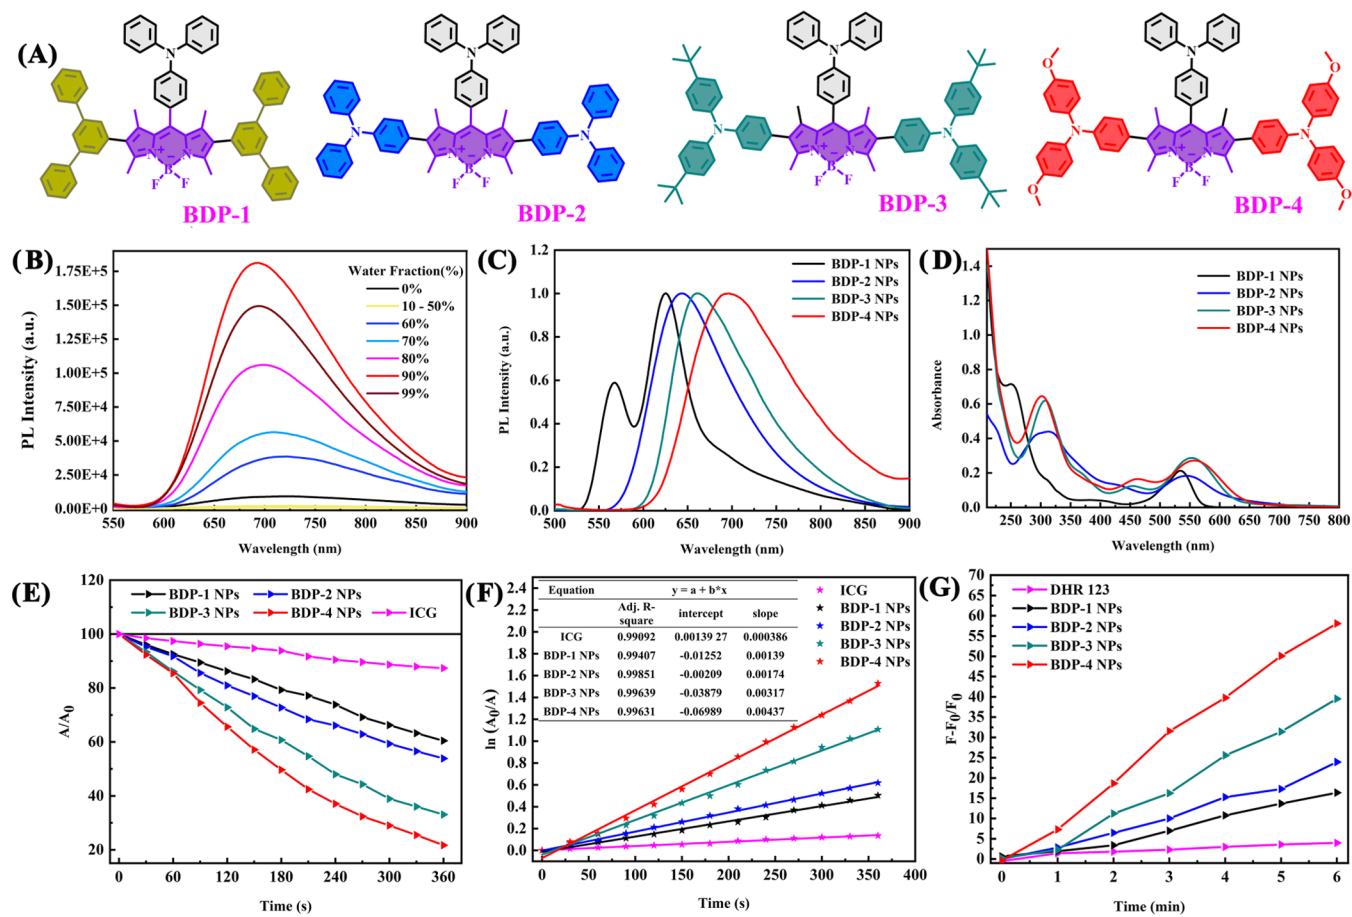 (A)
N
N
N
N
N + N
B
F F
BDP-1
N
N + N
N
B
F F
BDP-2
N
N + N
N
B
F F
BDP-3
O
N
N + N
O
N
B
O
F F
O
BDP-4
(B)
Water Fraction(%)
0%
10 - 50%
60%
70%
80%
90%
99%
PL Intensity (a.u.)
1.75E+5
1.50E+5
1.25E+5
1.00E+5
7.50E+4
5.00E+4
2.50E+4
0.00E+0
550 600 650 700 750 800 850 900
Wavelength (nm)
(C)
BDP-1 NPs
BDP-2 NPs
BDP-3 NPs
BDP-4 NPs
PL Intensity (a.u.)
1.2
1.0
0.8
0.6
0.4
0.2
0.0
500 550 600 650 700 750 800 850 900
Wavelength (nm)
(D)
BDP-1 NPs
BDP-2 NPs
BDP-3 NPs
BDP-4 NPs
Absorbance
1.4
1.2
1.0
0.8
0.6
0.4
0.2
0.0
250 300 350 400 450 500 550 600 650 700 750 800
Wavelength (nm)
(E)
BDP-1 NPs BDP-2 NPs
BDP-3 NPs BDP-4 NPs ICG
A/A0
120
100
80
60
40
20
0 60 120 180 240 300 360
Time (s)
(F)
Equation y = a + b*x
Adj. R-square intercept slope
ICG 0.99092 0.00139 27 0.000386
BDP-1 NPs 0.99407 -0.01252 0.00139
BDP-2 NPs 0.99851 -0.00209 0.00174
BDP-3 NPs 0.99639 -0.03879 0.00317
BDP-4 NPs 0.99631 -0.06989 0.00437
ICG
BDP-1 NPs
BDP-2 NPs
BDP-3 NPs
BDP-4 NPs
ln (A0/A)
2.4
2.2
2.0
1.8
1.6
1.4
1.2
1.0
0.8
0.6
0.4
0.2
0.0
0 50 100 150 200 250 300 350 400
Time (s)
(G)
DHR 123
BDP-1 NPs
BDP-2 NPs
BDP-3 NPs
BDP-4 NPs
F-F0/F0
70
65
60
55
50
45
40
35
30
25
20
15
10
5
0
0 1 2 3 4 5 6
Time (min)